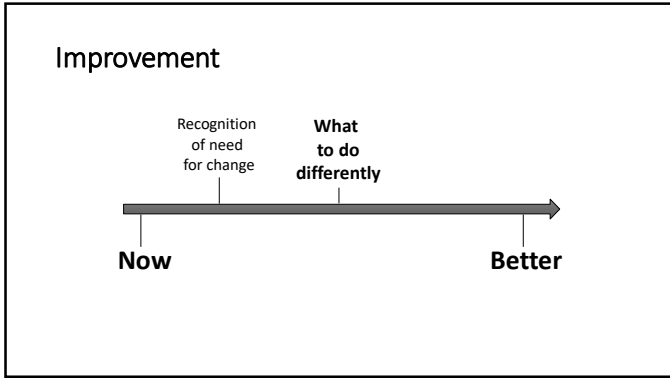 Improvement
Recognition
of need
for change
What
to do
differently
Now
Better